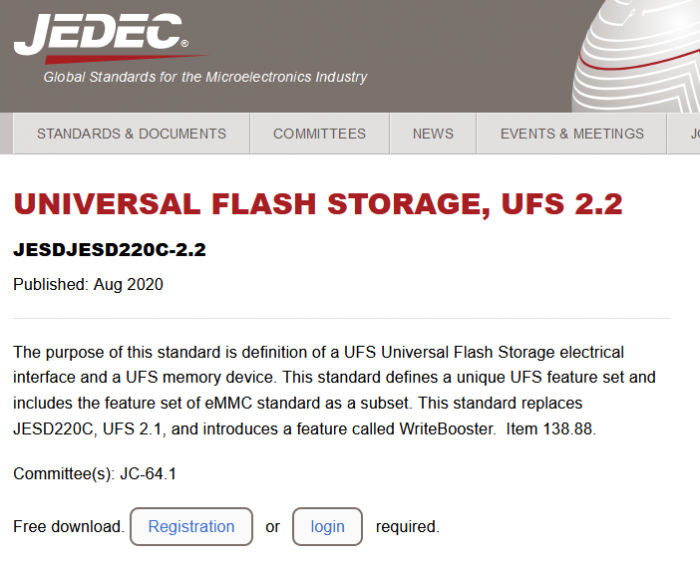 JEDEC®
Global Standards for the Microelectronics Industry
STANDARDS & DOCUMENTS COMMITTEES NEWS EVENTS & MEETINGS
UNIVERSAL FLASH STORAGE, UFS 2.2
JESDJESD220C-2.2
Published: Aug 2020
The purpose of this standard is definition of a UFS Universal Flash Storage electrical
interface and a UFS memory device. This standard defines a unique UFS feature set and
includes the feature set of eMMC standard as a subset. This standard replaces
JESD220C, UFS 2.1, and introduces a feature called WriteBooster. Item 138.88.
Committee(s): JC-64.1
Free download. Registration or login required.